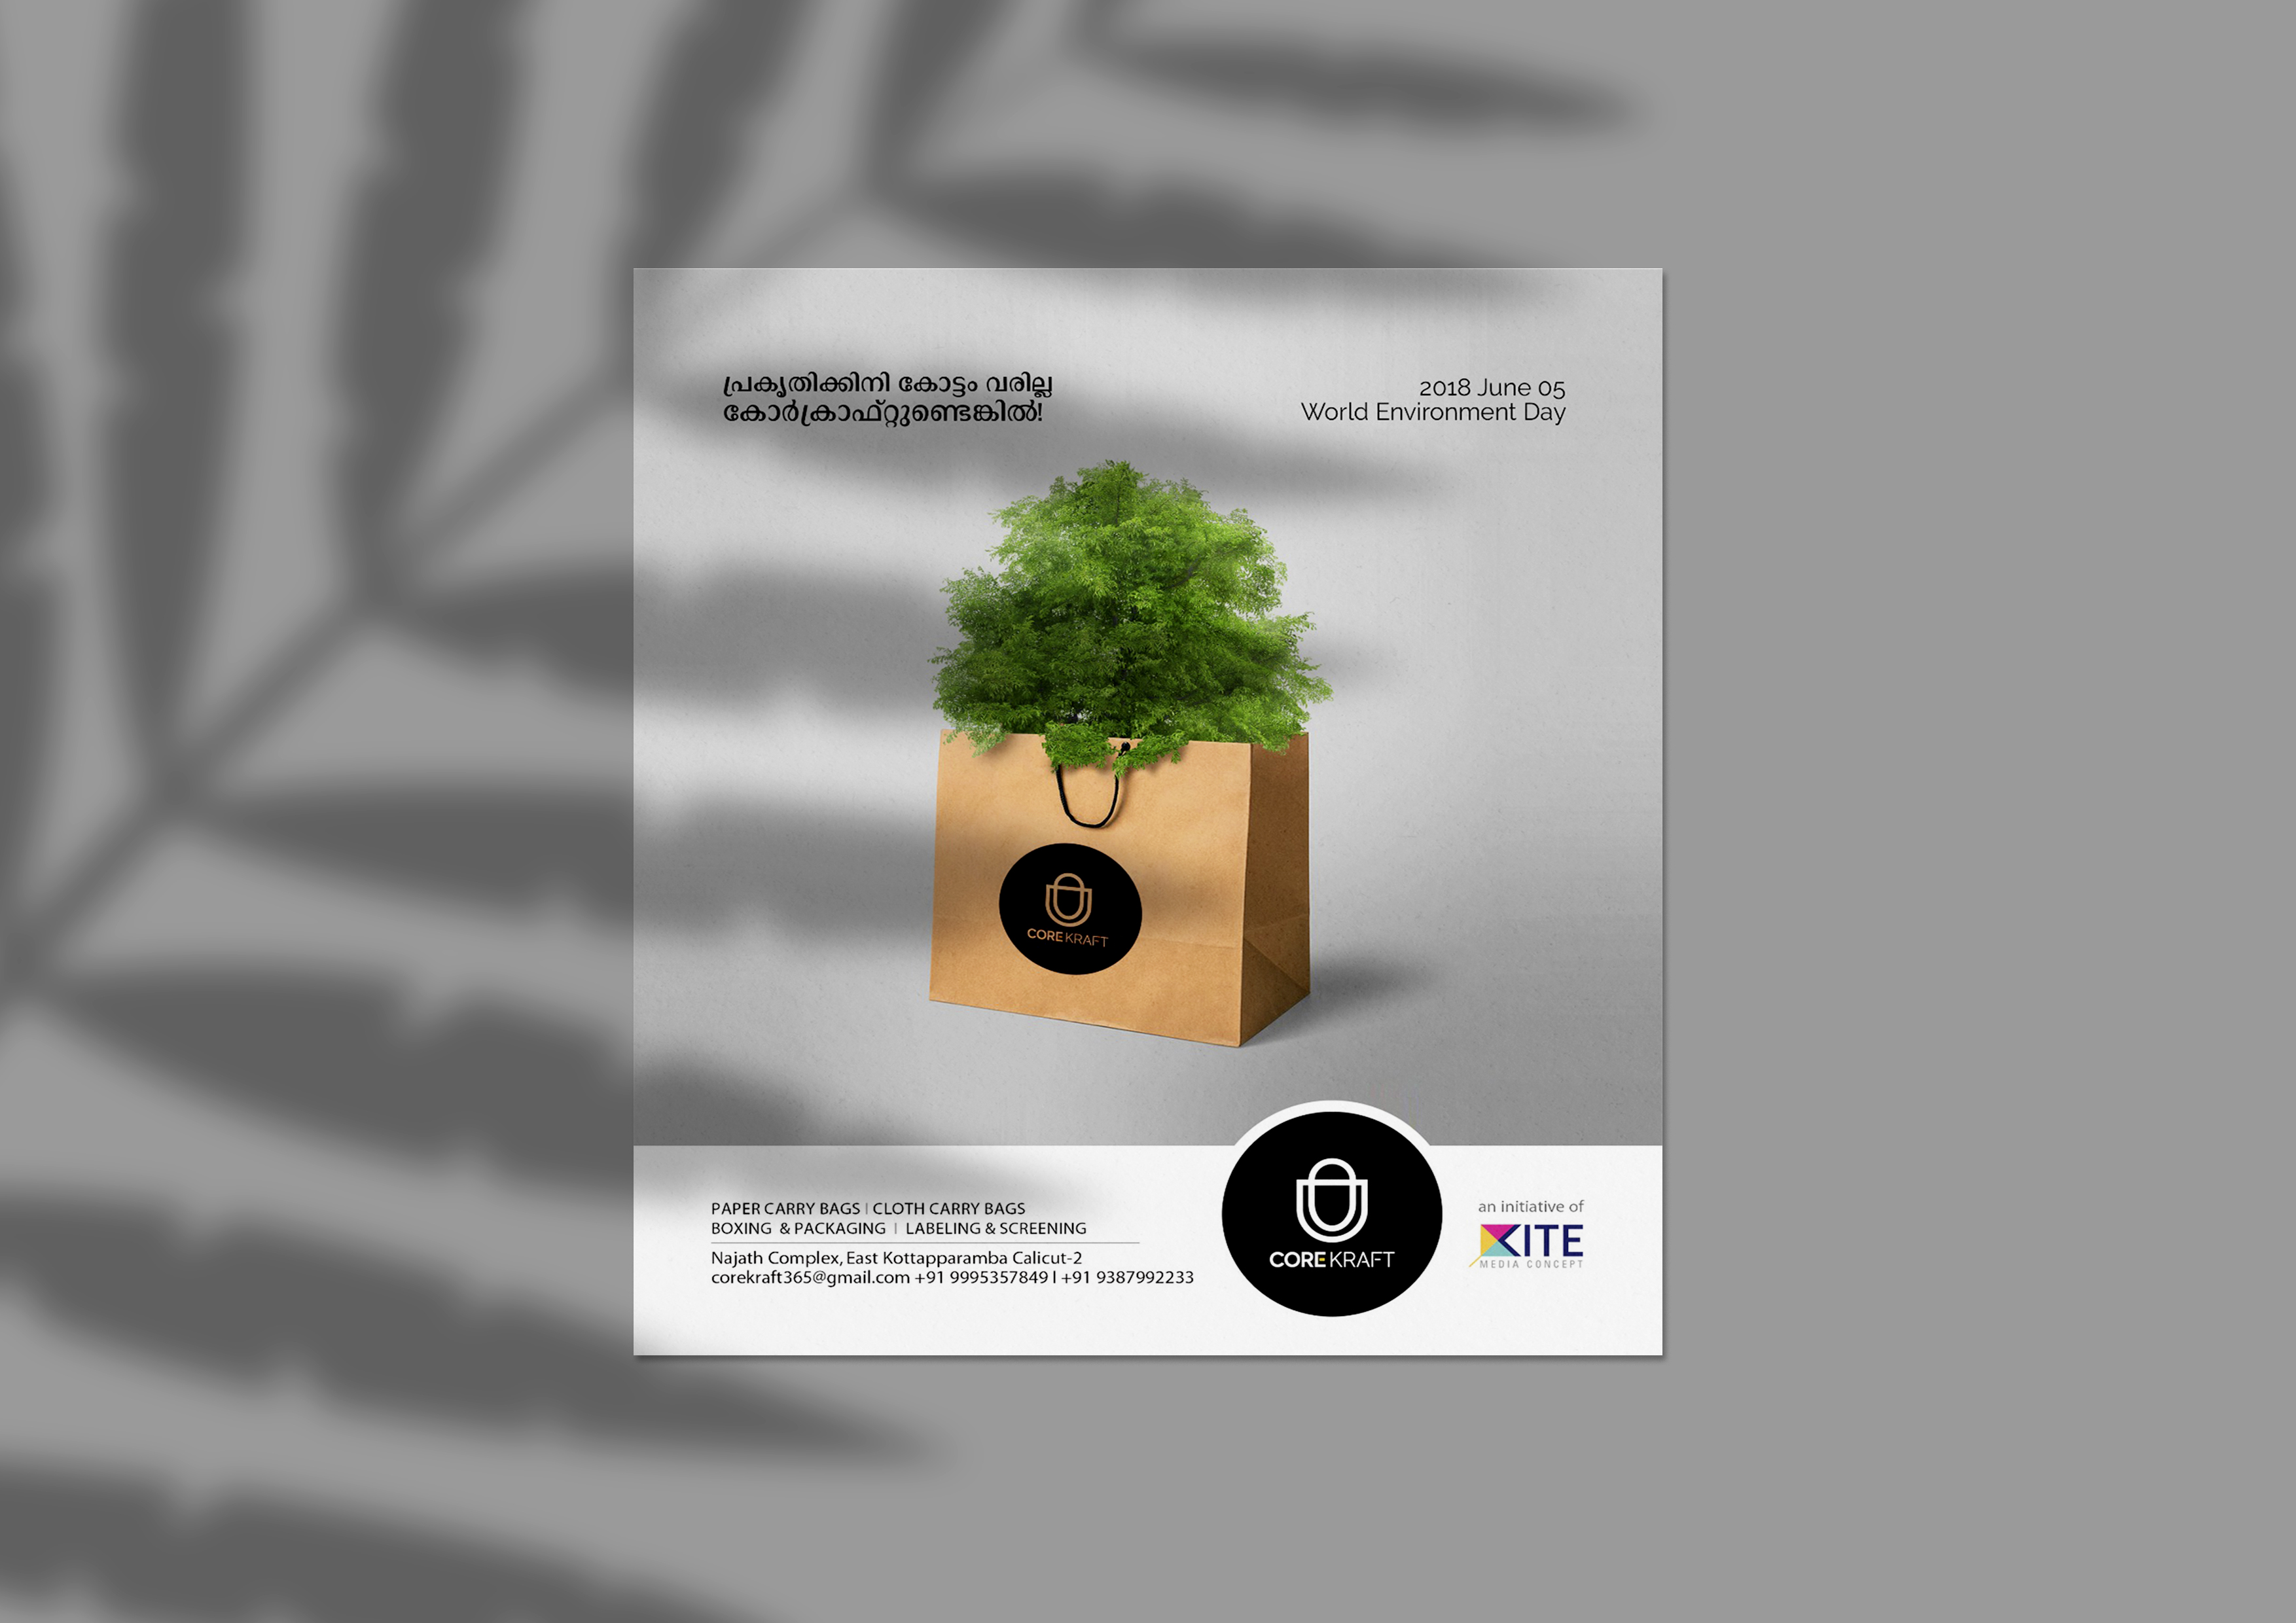 പ്രകൃതിക്കിനി കോട്ടം വരില്ല
കോർക്രാഫ്റ്റുണ്ടെങ്കിൽ!
2018 June 05
World Environment Day
CORE KRAFT
PAPER CARRY BAGS | CLOTH CARRY BAGS
BOXING & PACKAGING | LABELING & SCREENING
Najath Complex, East Kottapparamba Calicut-2
corekraft365@gmail.com +91 9995357849 I +91 9387992233
CORE KRAFT
an initiative of
KITE
MEDIA CONCEPT